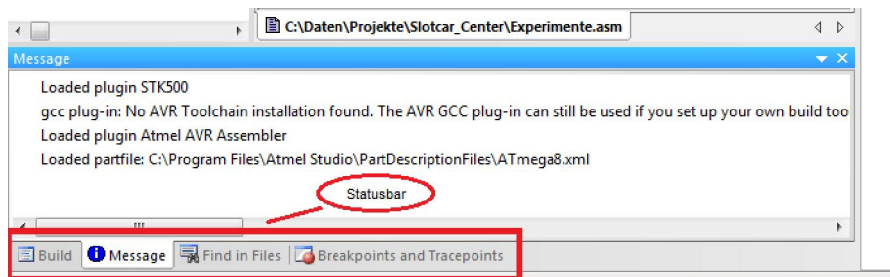 C:\Daten\Projekte\Slotcar_Center\Experimente.asm
Message
Loaded plugin STK500
gcc plug-in: No AVR Toolchain installation found. The AVR GCC plug-in can still be used if you set up your own build too
Loaded plugin Atmel AVR Assembler
Loaded partfile: C:\Program Files\Atmel Studio\PartDescriptionFiles\ATmega8.xml
Statusbar
Build Message Find in Files Breakpoints and Tracepoints